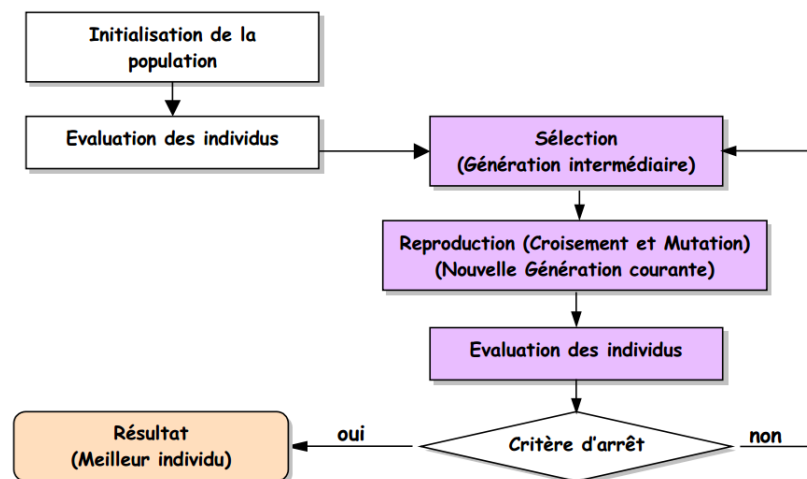 Initialisation de la
population
Evaluation des individus
Sélection
(Génération intermédiaire)
Reproduction (Croisement et Mutation)
(Nouvelle Génération courante)
Evaluation des individus
Critère d'arrêt
oui
non
Résultat
(Meilleur individu)